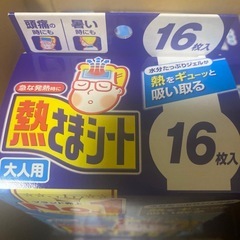 頭痛
の時にも
暑い
時にも
16枚入
水分たっぷりジェルが
熱をギューッと
吸い取る
急な発熱時に
熱さまシート
大人用
16
枚入